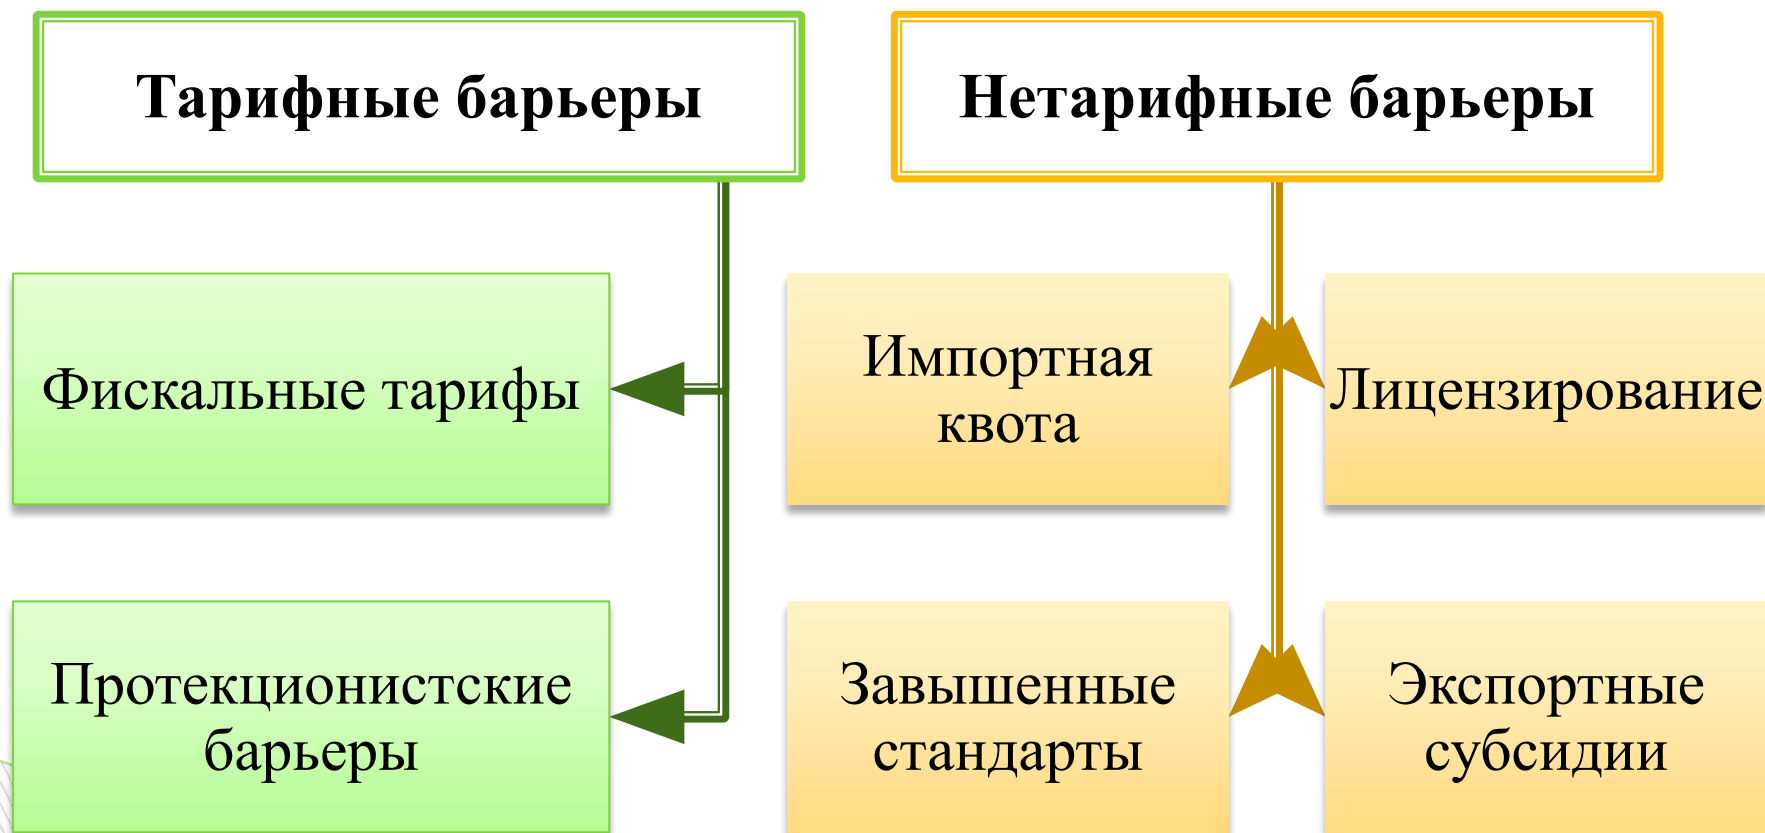 Тарифные барьеры
Нетарифные барьеры
Фискальные тарифы
Импортная
квота
Лицензирование
Протекционистские
барьеры
Завышенные
стандарты
Экспортные
субсидии